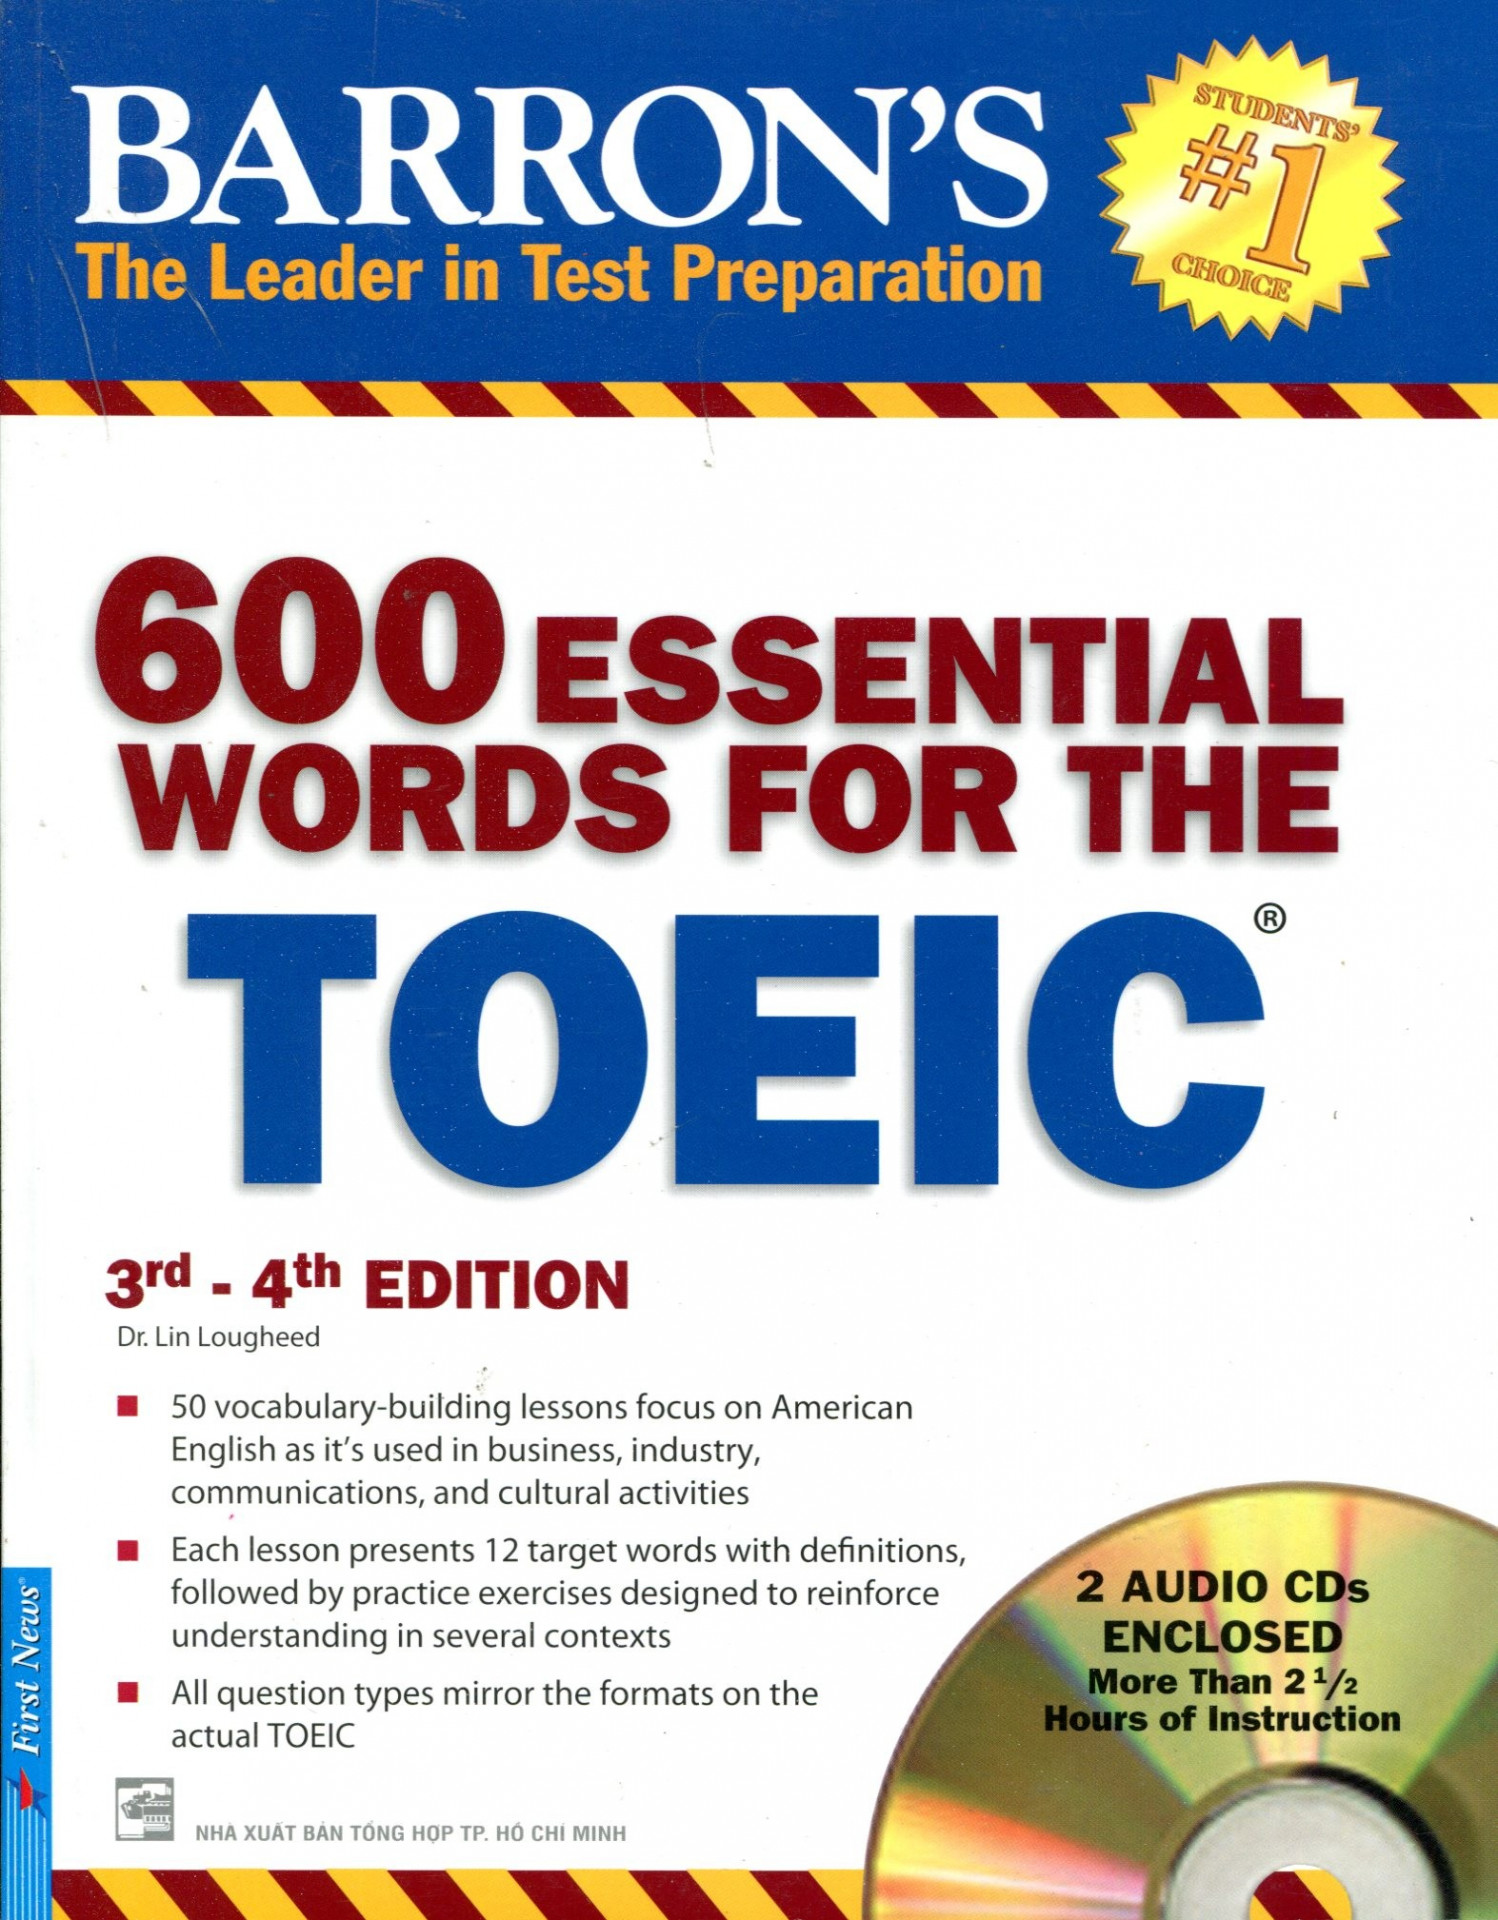 BARRON'S
The Leader in Test Preparation
STUDENTS'
#1
CHOICE
600 ESSENTIAL
WORDS FOR THE
TOEIC®
3rd - 4th EDITION
Dr. Lin Lougheed
50 vocabulary-building lessons focus on American
English as it's used in business, industry,
communications, and cultural activities
Each lesson presents 12 target words with definitions,
followed by practice exercises designed to reinforce
understanding in several contexts
All question types mirror the formats on the
actual TOEIC
2 AUDIO CDs
ENCLOSED
More Than 2 1/2
Hours of Instruction
First News®
NHÀ XUẤT BẢN TỔNG HỢP TP. HỒ CHÍ MINH